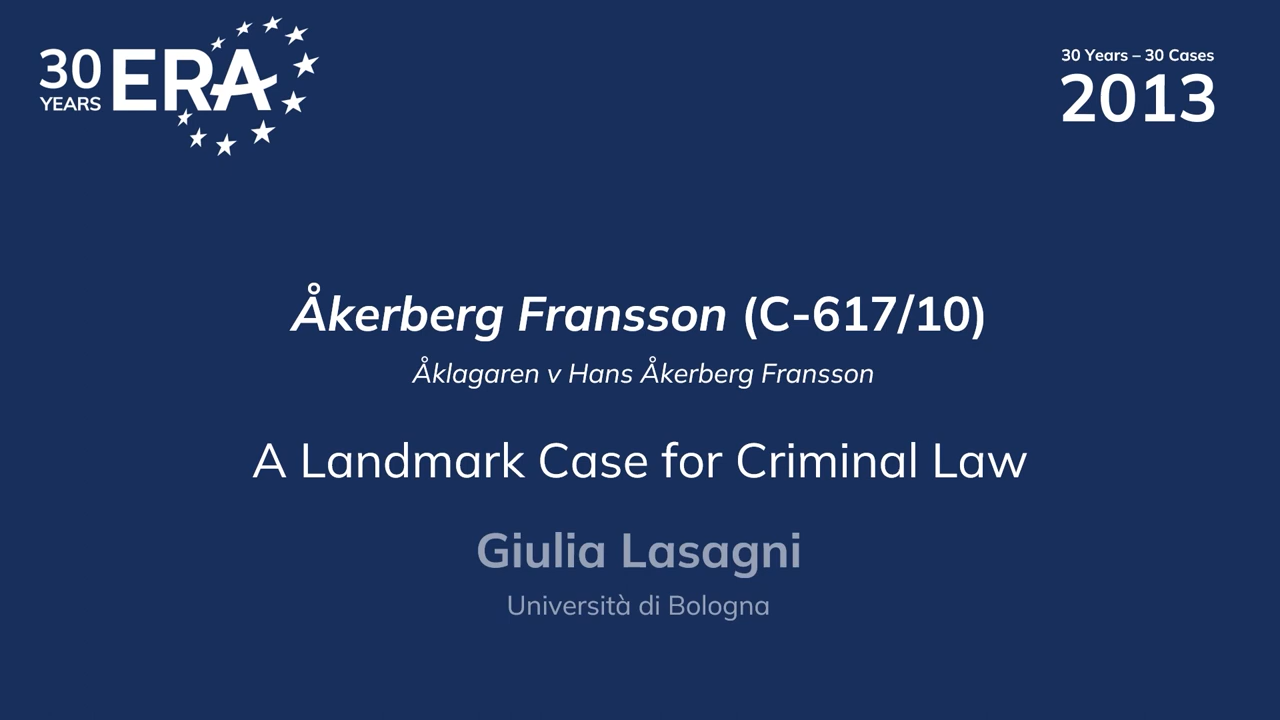 30
YEARS
ERA
30 Years – 30 Cases
2013
Åkerberg Fransson (C-617/10)
Åklagaren v Hans Åkerberg Fransson
A Landmark Case for Criminal Law
Giulia Lasagni
Università di Bologna